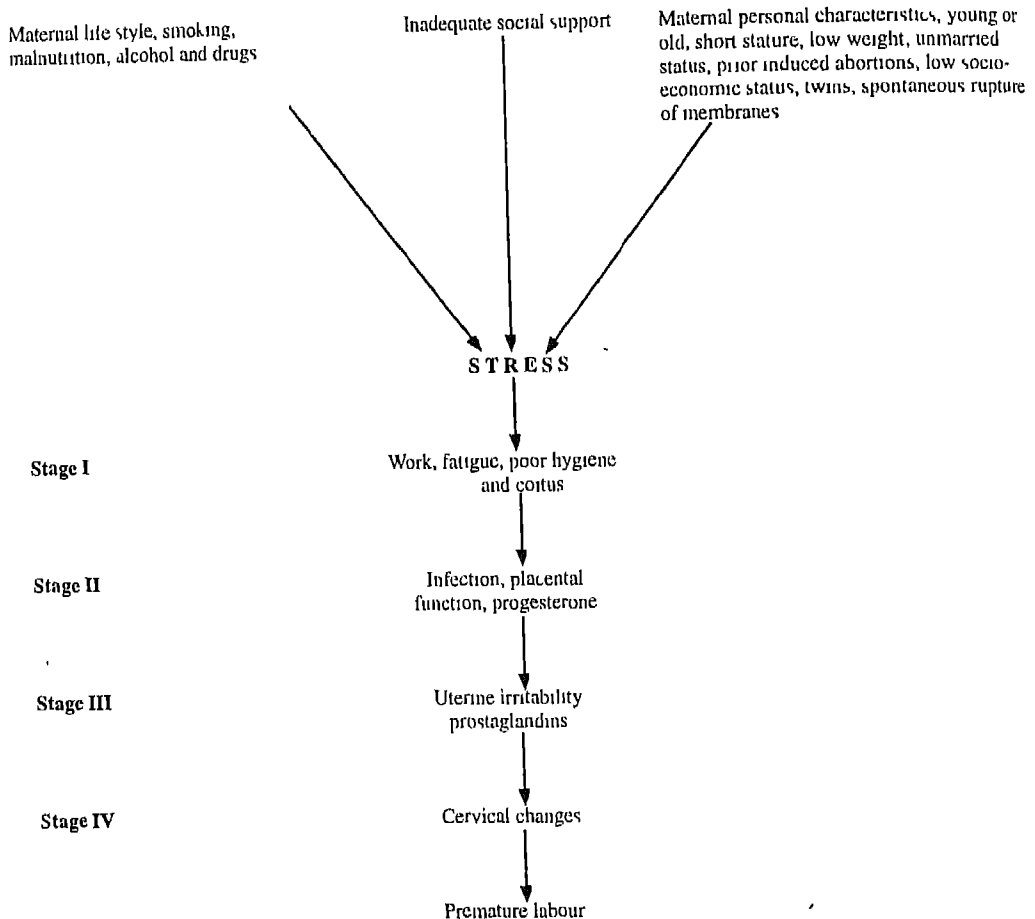 Maternal life style, smoking,
malnutrition, alcohol and drugs
Inadequate social support
Maternal personal characteristics, young or
old, short stature, low weight, unmarried
status, prior induced abortions, low socio-
economic status, twins, spontaneous rupture
of membranes
STRESS
Stage I
Work, fatigue, poor hygiene
and coitus
Stage II
Infection, placental
function, progesterone
Stage III
Uterine irritability
prostaglandins
Stage IV
Cervical changes
Premature labour